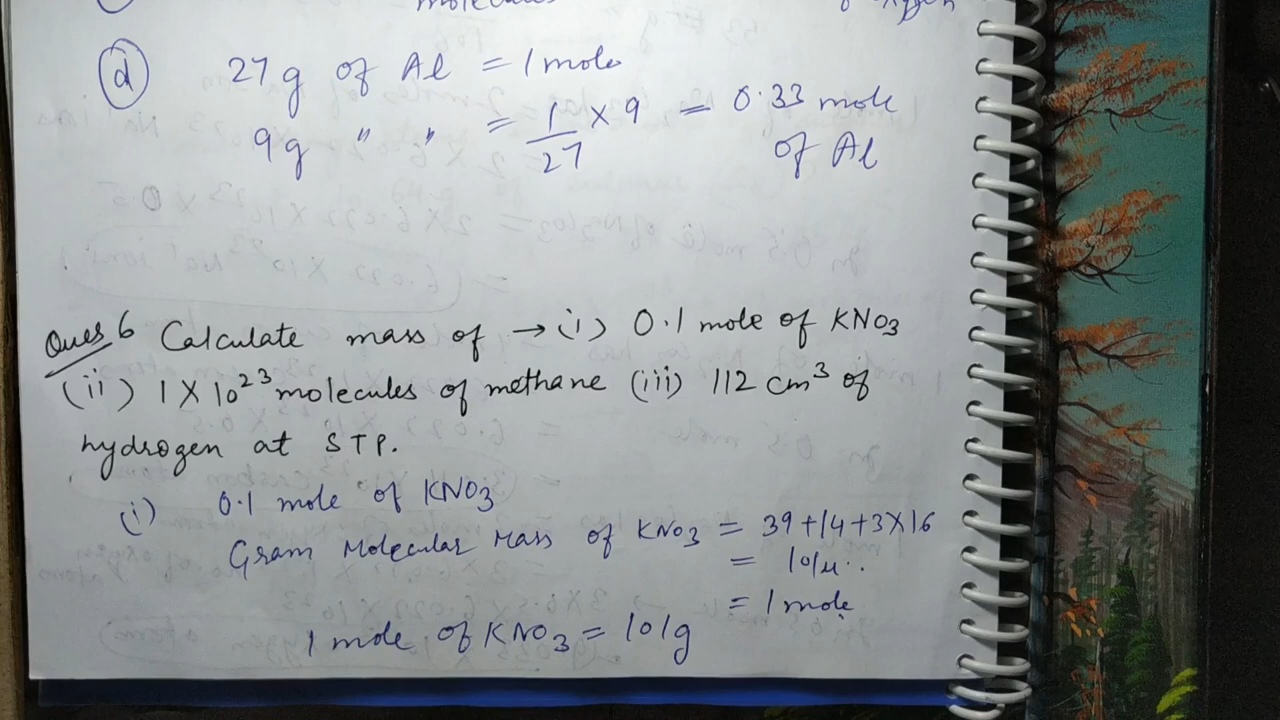 molecules oxygen
(d) 27g of Al = 1 mole
9g " " = 1/27 × 9 = 0.33 mole of Al
Ques 6 Calculate mass of → (i) 0.1 mole of KNO3
(ii) 1 × 10^23 molecules of methane (iii) 112 cm^3 of
hydrogen at STP.
(i) 0.1 mole of KNO3
Gram Molecular Mass of KNO3 = 39+14+3×16
= 101u..
= 1 mole
1 mole of KNO3 = 101g